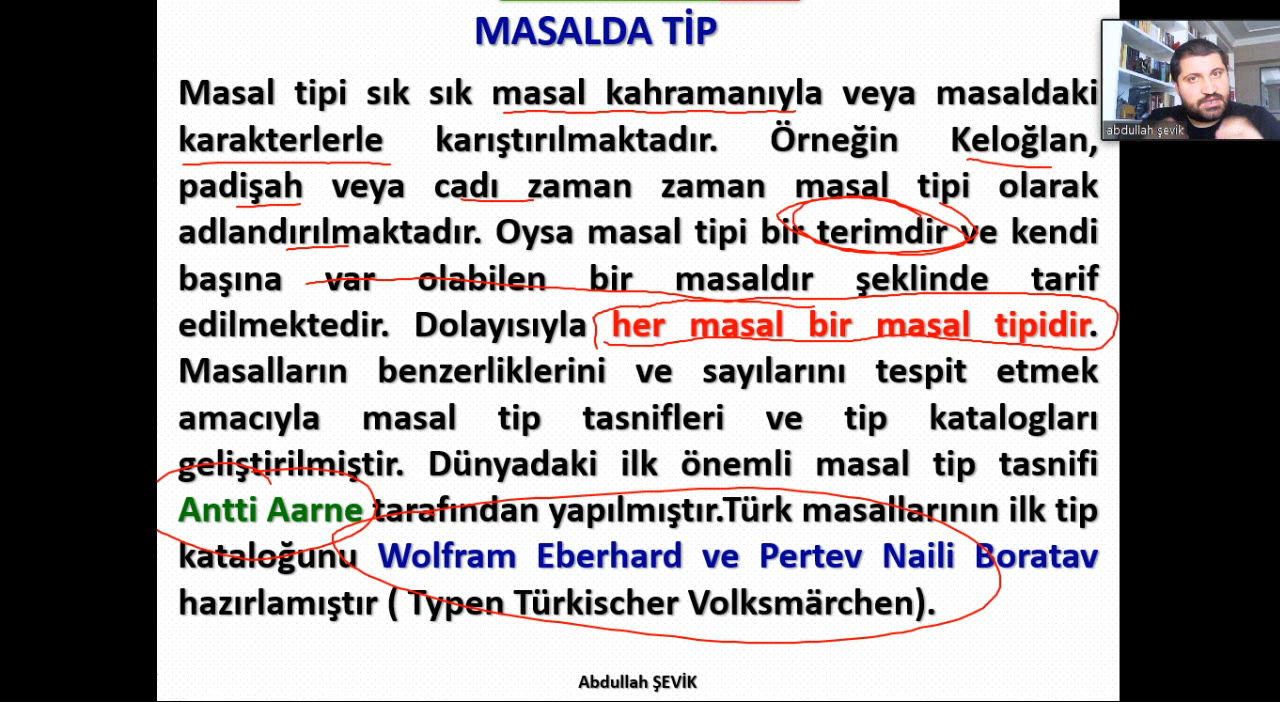 MASALDA TİP
Masal tipi sık sık masal kahramanıyla veya masaldaki
karakterlerle karıştırılmaktadır. Örneğin Keloğlan,
padişah veya cadı zaman zaman masal tipi olarak
adlandırılmaktadır. Oysa masal tipi bir terimdir ve kendi
başına var olabilen bir masaldır şeklinde tarif
edilmektedir. Dolayısıyla her masal bir masal tipidir.
Masalların benzerliklerini ve sayılarını tespit etmek
amacıyla masal tip tasnifleri ve tip katalogları
geliştirilmiştir. Dünyadaki ilk önemli masal tip tasnifi
Antti Aarne tarafından yapılmıştır.Türk masallarının ilk tip
kataloğunu Wolfram Eberhard ve Pertev Naili Boratav
hazırlamıştır ( Typen Türkischer Volksmärchen).
Abdullah ŞEVİK
abdullah şevik